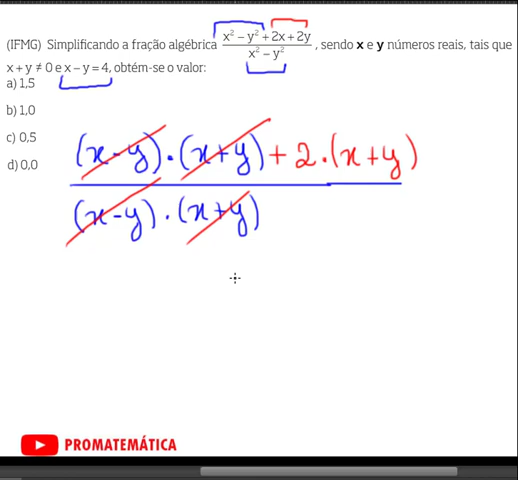 (IFMG) Simplificando a fração algébrica (x² − y² + 2x + 2y)/(x² − y²), sendo x e y números reais, tais que
x + y ≠ 0 e x − y = 4, obtém-se o valor:
a) 1,5
b) 1,0
c) 0,5
d) 0,0
(x-y)·(x+y)+2.(x+y)
(x-y)·(x+y)
PROMATEMÁTICA